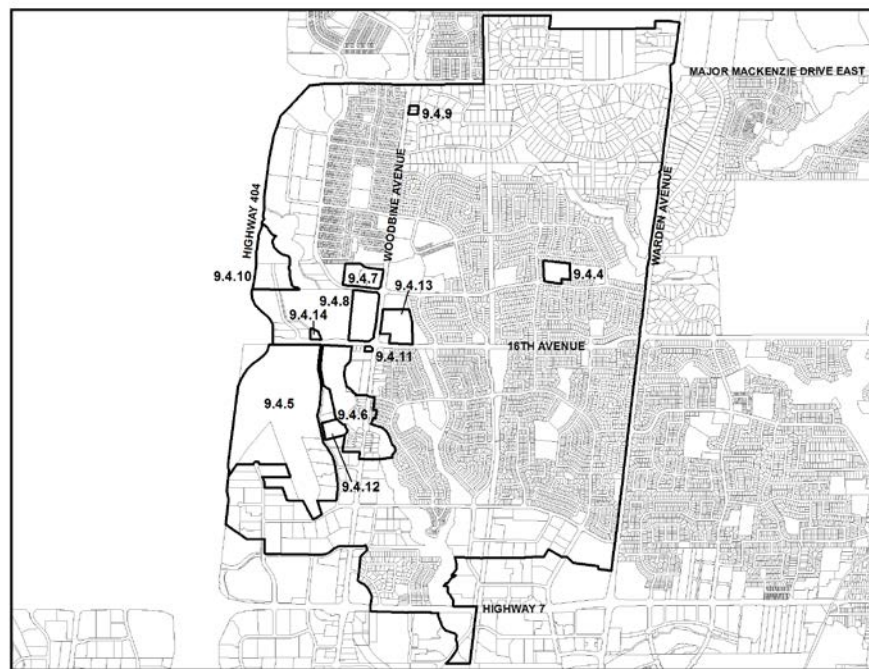 MAJOR MACKENZIE DRIVE EAST
9.4.9
WOODBINE AVENUE
HIGHWAY 404
WARDEN AVENUE
9.4.10
9.4.7
9.4.4
9.4.8
9.4.13
9.4.14
16TH AVENUE
9.4.11
9.4.5
9.4.6
9.4.12
HIGHWAY 7